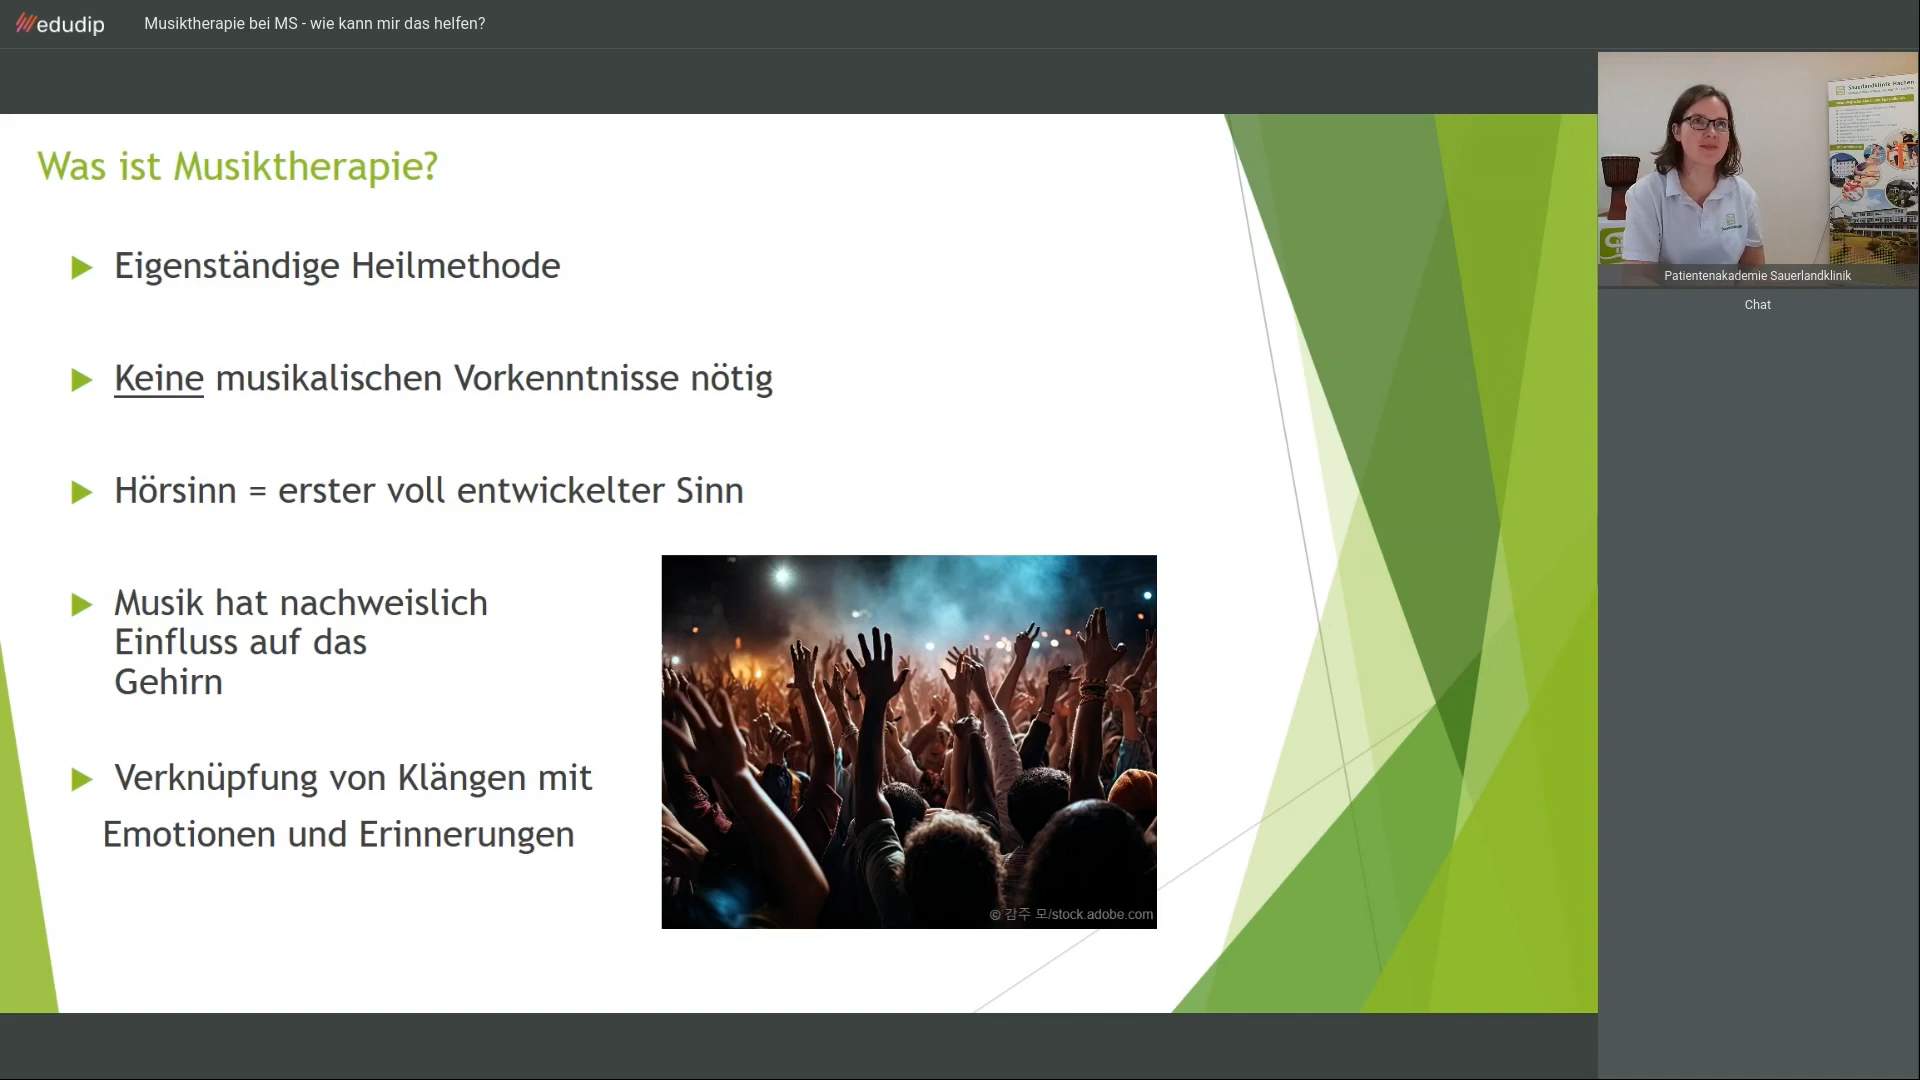 edudip
Musiktherapie bei MS - wie kann mir das helfen?
Was ist Musiktherapie?
Eigenständige Heilmethode
Keine musikalischen Vorkenntnisse nötig
Hörsinn = erster voll entwickelter Sinn
Musik hat nachweislich
Einfluss auf das
Gehirn
Verknüpfung von Klängen mit
Emotionen und Erinnerungen
© 감주 모/stock.adobe.com
Sauerlandklinik Hachen
Patientenakademie Sauerlandklinik
Chat